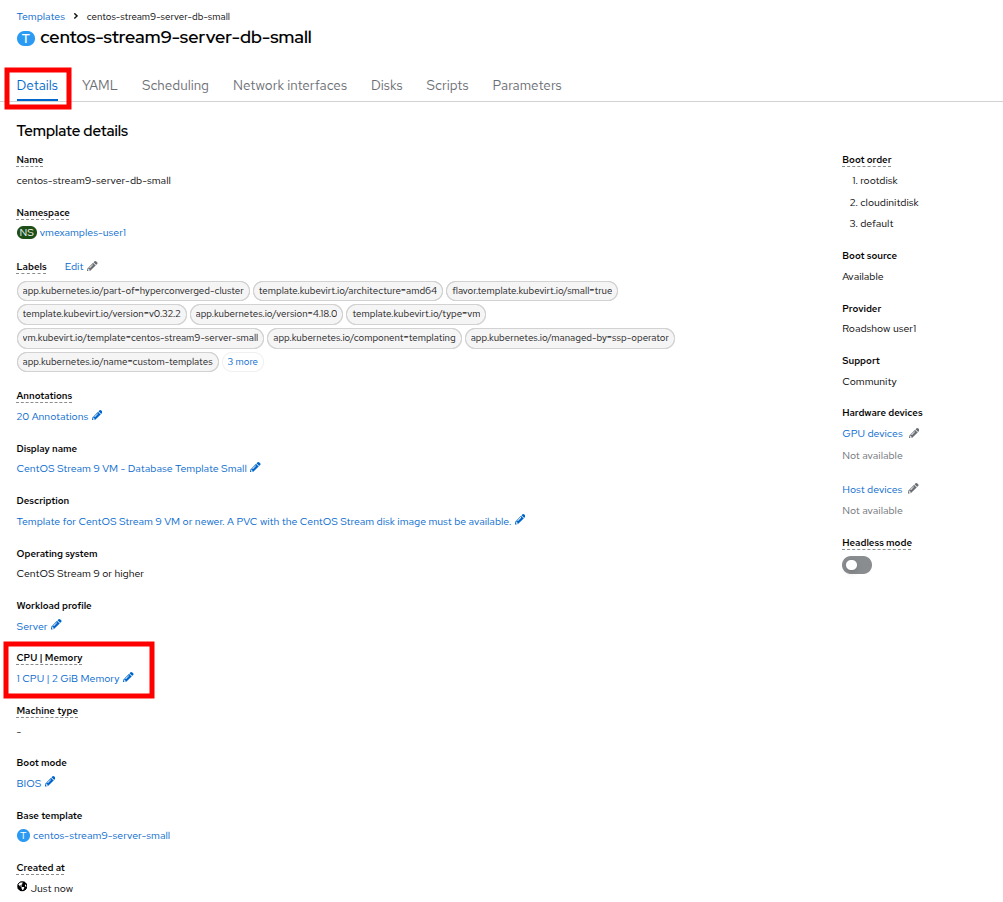 Templates > centos-stream9-server-db-small
T centos-stream9-server-db-small
Details YAML Scheduling Network interfaces Disks Scripts Parameters
Template details
Name
centos-stream9-server-db-small
Namespace
NS vmexamples-user1
Labels Edit
app.kubernetes.io/part-of=hyperconverged-cluster template.kubevirt.io/architecture=amd64 flavor.template.kubevirt.io/small=true
template.kubevirt.io/version=v0.32.2 app.kubernetes.io/version=4.18.0 template.kubevirt.io/type=vm
vm.kubevirt.io/template=centos-stream9-server-small app.kubernetes.io/component=templating app.kubernetes.io/managed-by=ssp-operator
app.kubernetes.io/name=custom-templates 3 more
Annotations
20 Annotations
Display name
CentOS Stream 9 VM - Database Template Small
Description
Template for CentOS Stream 9 VM or newer. A PVC with the CentOS Stream disk image must be available.
Operating system
CentOS Stream 9 or higher
Workload profile
Server
CPU | Memory
1 CPU | 2 GiB Memory
Machine type
-
Boot mode
BIOS
Base template
T centos-stream9-server-small
Created at
Just now
Boot order
1. rootdisk
2. cloudinitdisk
3. default
Boot source
Available
Provider
Roadshow user1
Support
Community
Hardware devices
GPU devices
Not available
Host devices
Not available
Headless mode